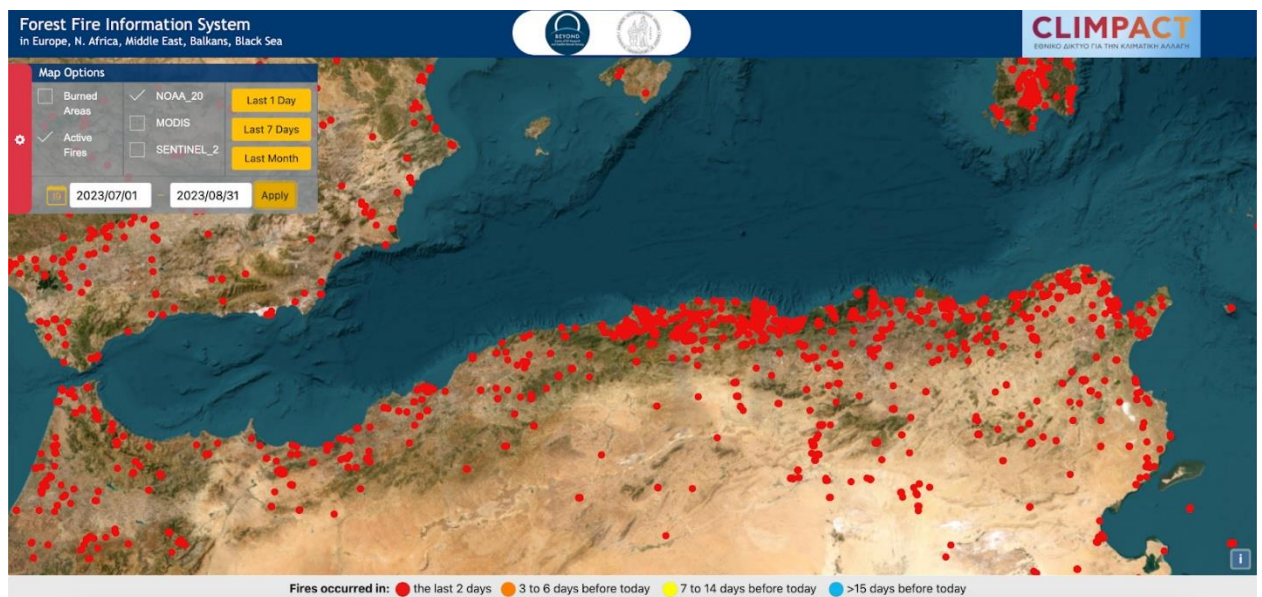 Forest Fire Information System
in Europe, N. Africa, Middle East, Balkans, Black Sea
BEYOND
CLIMPACT
ΕΘΝΙΚΟ ΔΙΚΤΥΟ ΓΙΑ ΤΗΝ ΚΛΙΜΑΤΙΚΗ ΑΛΛΑΓΗ
Map Options
Burned
Areas
Active
Fires
NOAA_20
MODIS
SENTINEL_2
Last 1 Day
Last 7 Days
Last Month
19
2023/07/01 – 2023/08/31 Apply
i
Fires occurred in: the last 2 days 3 to 6 days before today 7 to 14 days before today >15 days before today